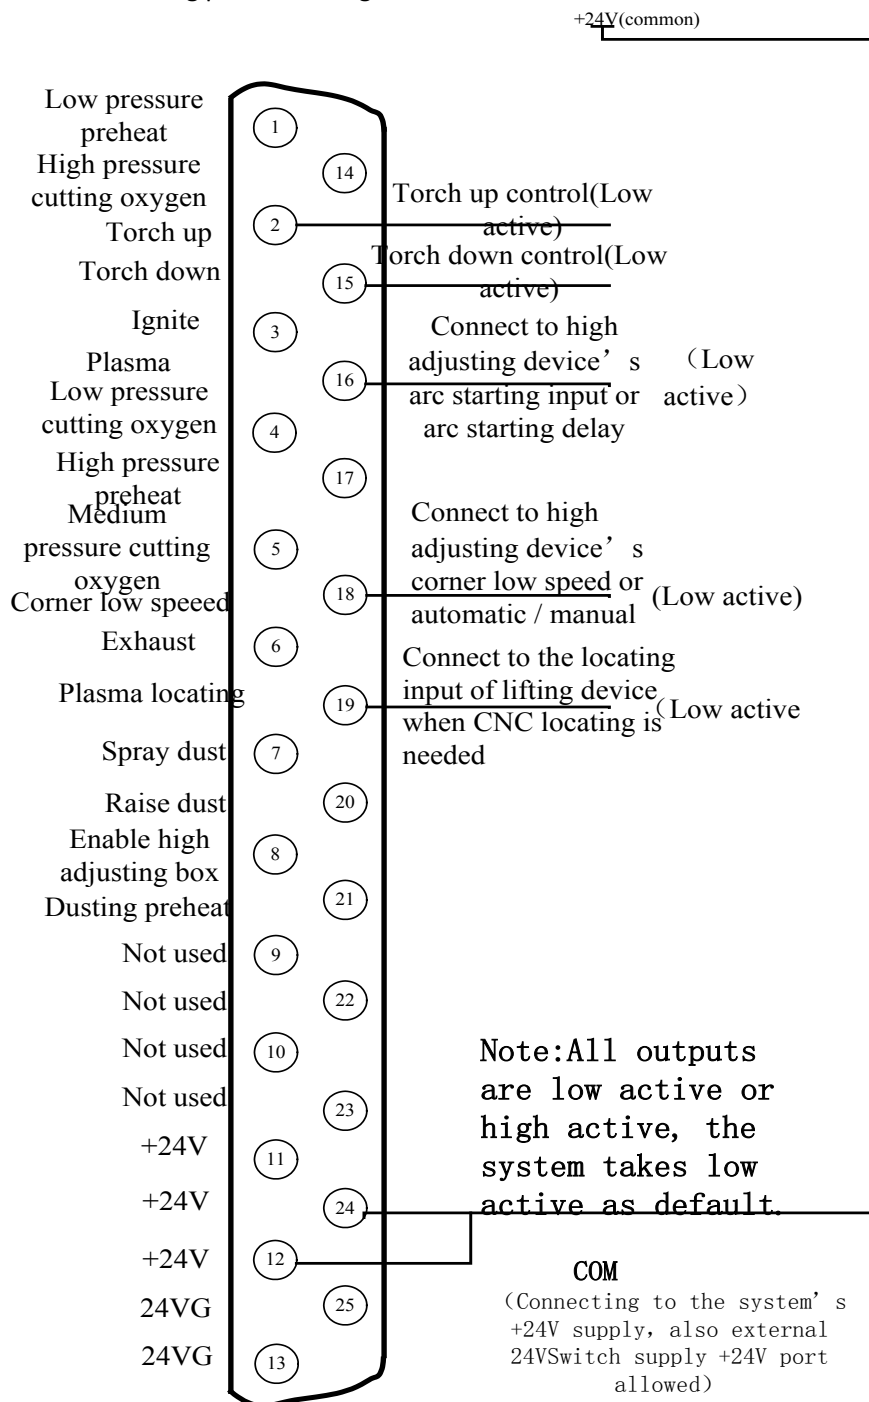 +24V(common)
Low pressure
preheat
1
High pressure
cutting oxygen
14
Torch up control(Low
active)
Torch up
2
Torch down
15
Torch down control(Low
active)
Ignite
3
Plasma
16
Connect to high
adjusting device’s
arc starting input or
arc starting delay
（Low
active）
Low pressure
cutting oxygen
4
High pressure
preheat
17
Medium
pressure cutting
oxygen
5
Corner low speeed
18
Connect to high
adjusting device’s
corner low speed or
automatic / manual
(Low active)
Exhaust
6
Plasma locating
19
Connect to the locating
input of lifting device
when CNC locating is
needed
（Low active
Spray dust
7
Raise dust
20
Enable high
adjusting box
8
Dusting preheat
21
Not used
9
Not used
22
Not used
10
Not used
23
+24V
11
+24V
24
Note:All outputs
are low active or
high active, the
system takes low
active as default.
+24V
12
24VG
25
24VG
13
COM
（Connecting to the system’s
+24V supply，also external
24VSwitch supply +24V port
allowed）